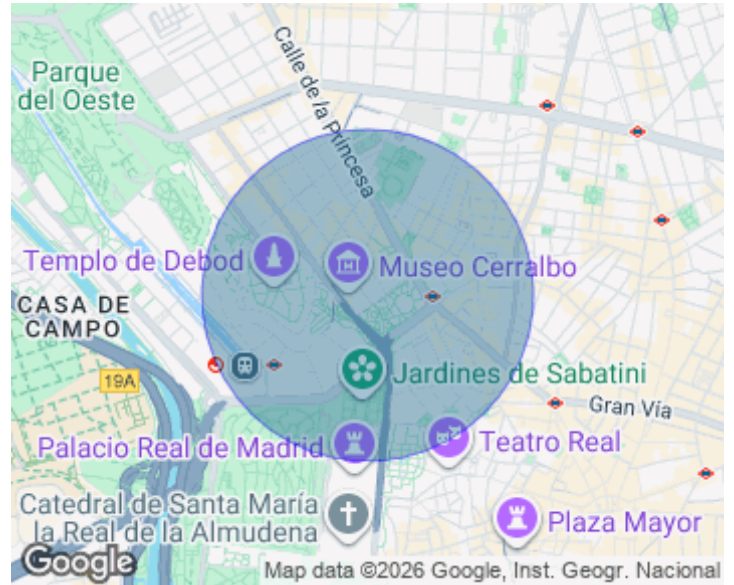 Parque
del Oeste
Calle de la Princesa
Templo de Debod
Museo Cerralbo
CASA DE
CAMPO
19A
Jardines de Sabatini
Gran Vía
Palacio Real de Madrid
Teatro Real
Catedral de Santa María
la Real de la Almudena
Plaza Mayor
Google
Map data ©2026 Google, Inst. Geogr. Nacional